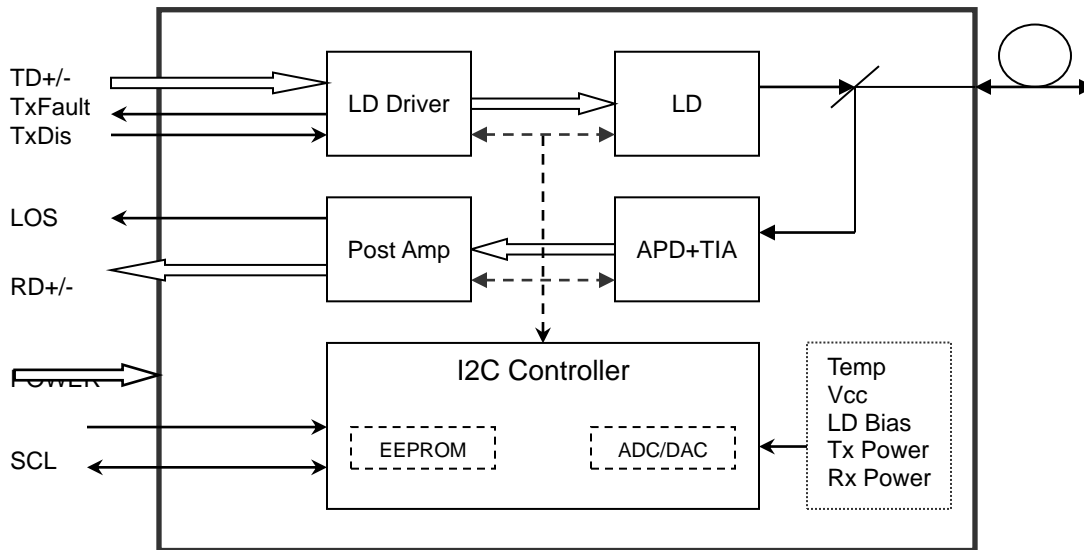 TD+/-
TxFault
TxDis
LD Driver
LD
LOS
RD+/-
Post Amp
APD+TIA
POWER
SCL
I2C Controller
EEPROM
ADC/DAC
Temp
Vcc
LD Bias
Tx Power
Rx Power